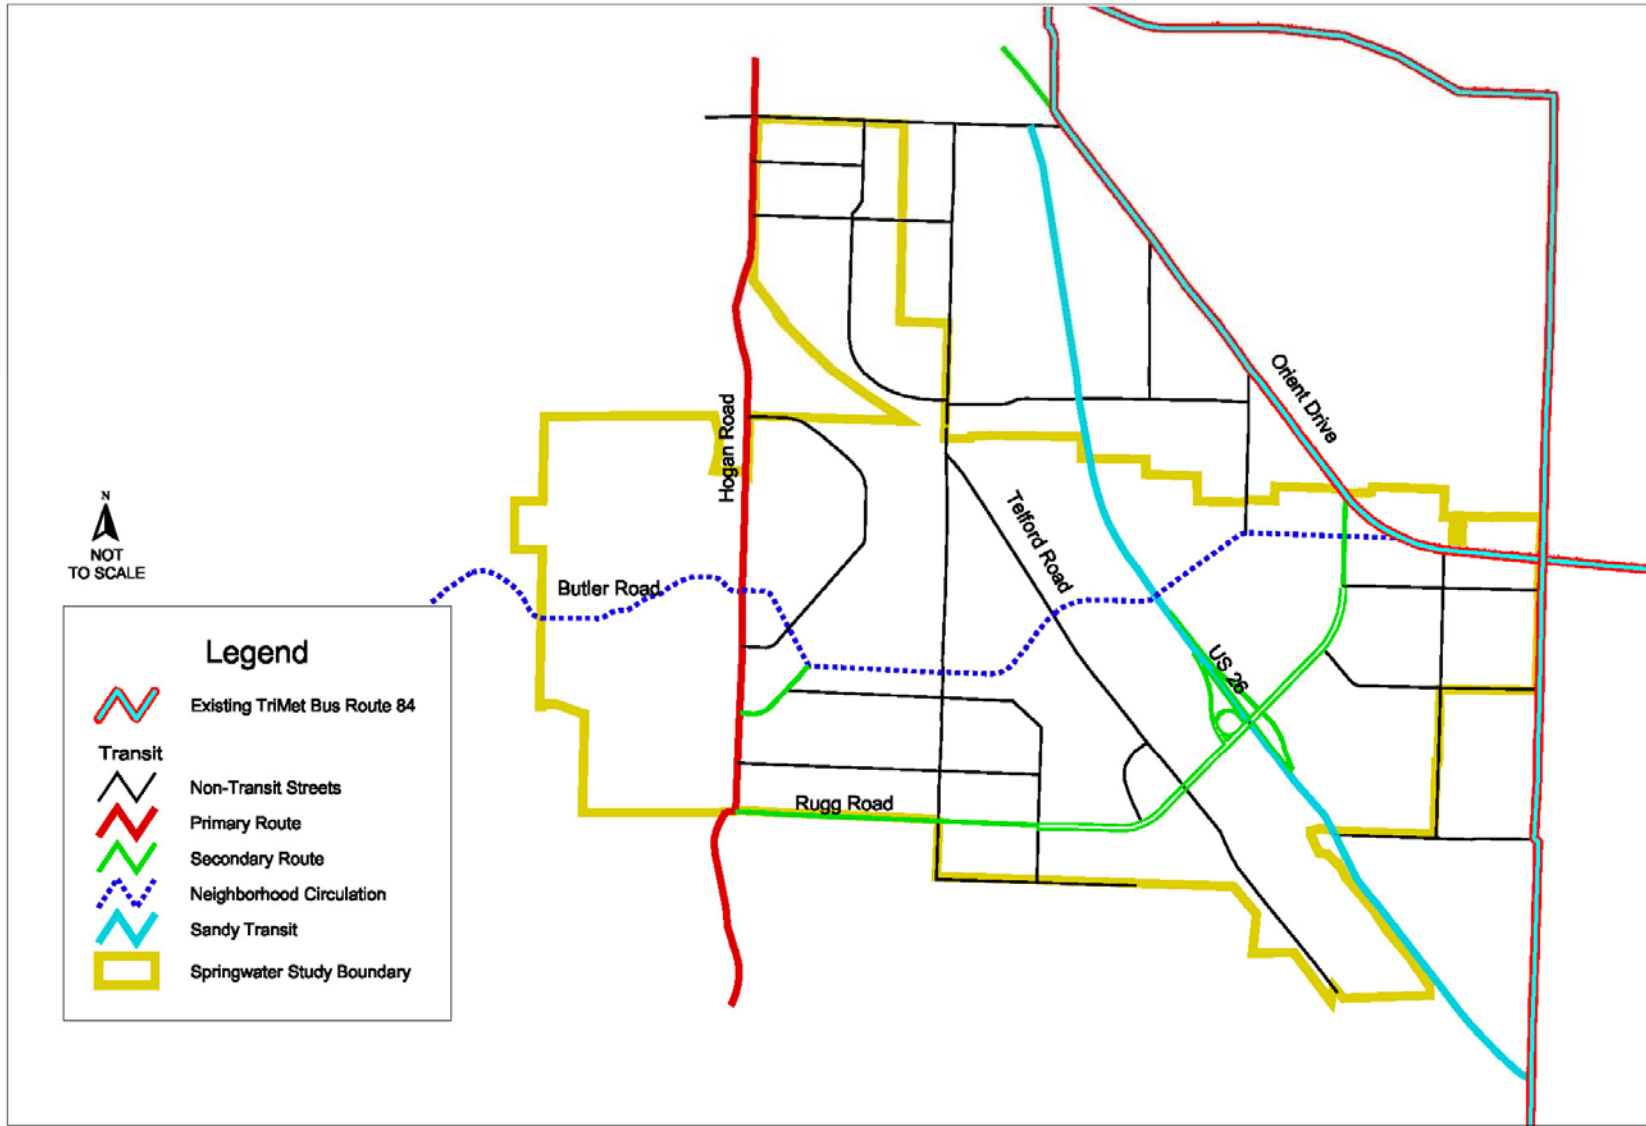 Orient Drive
Hogan Road
Telford Road
N
NOT
TO SCALE
Butler Road
US 26
Rugg Road
Legend
Existing TriMet Bus Route 84
Transit
Non-Transit Streets
Primary Route
Secondary Route
Neighborhood Circulation
Sandy Transit
Springwater Study Boundary